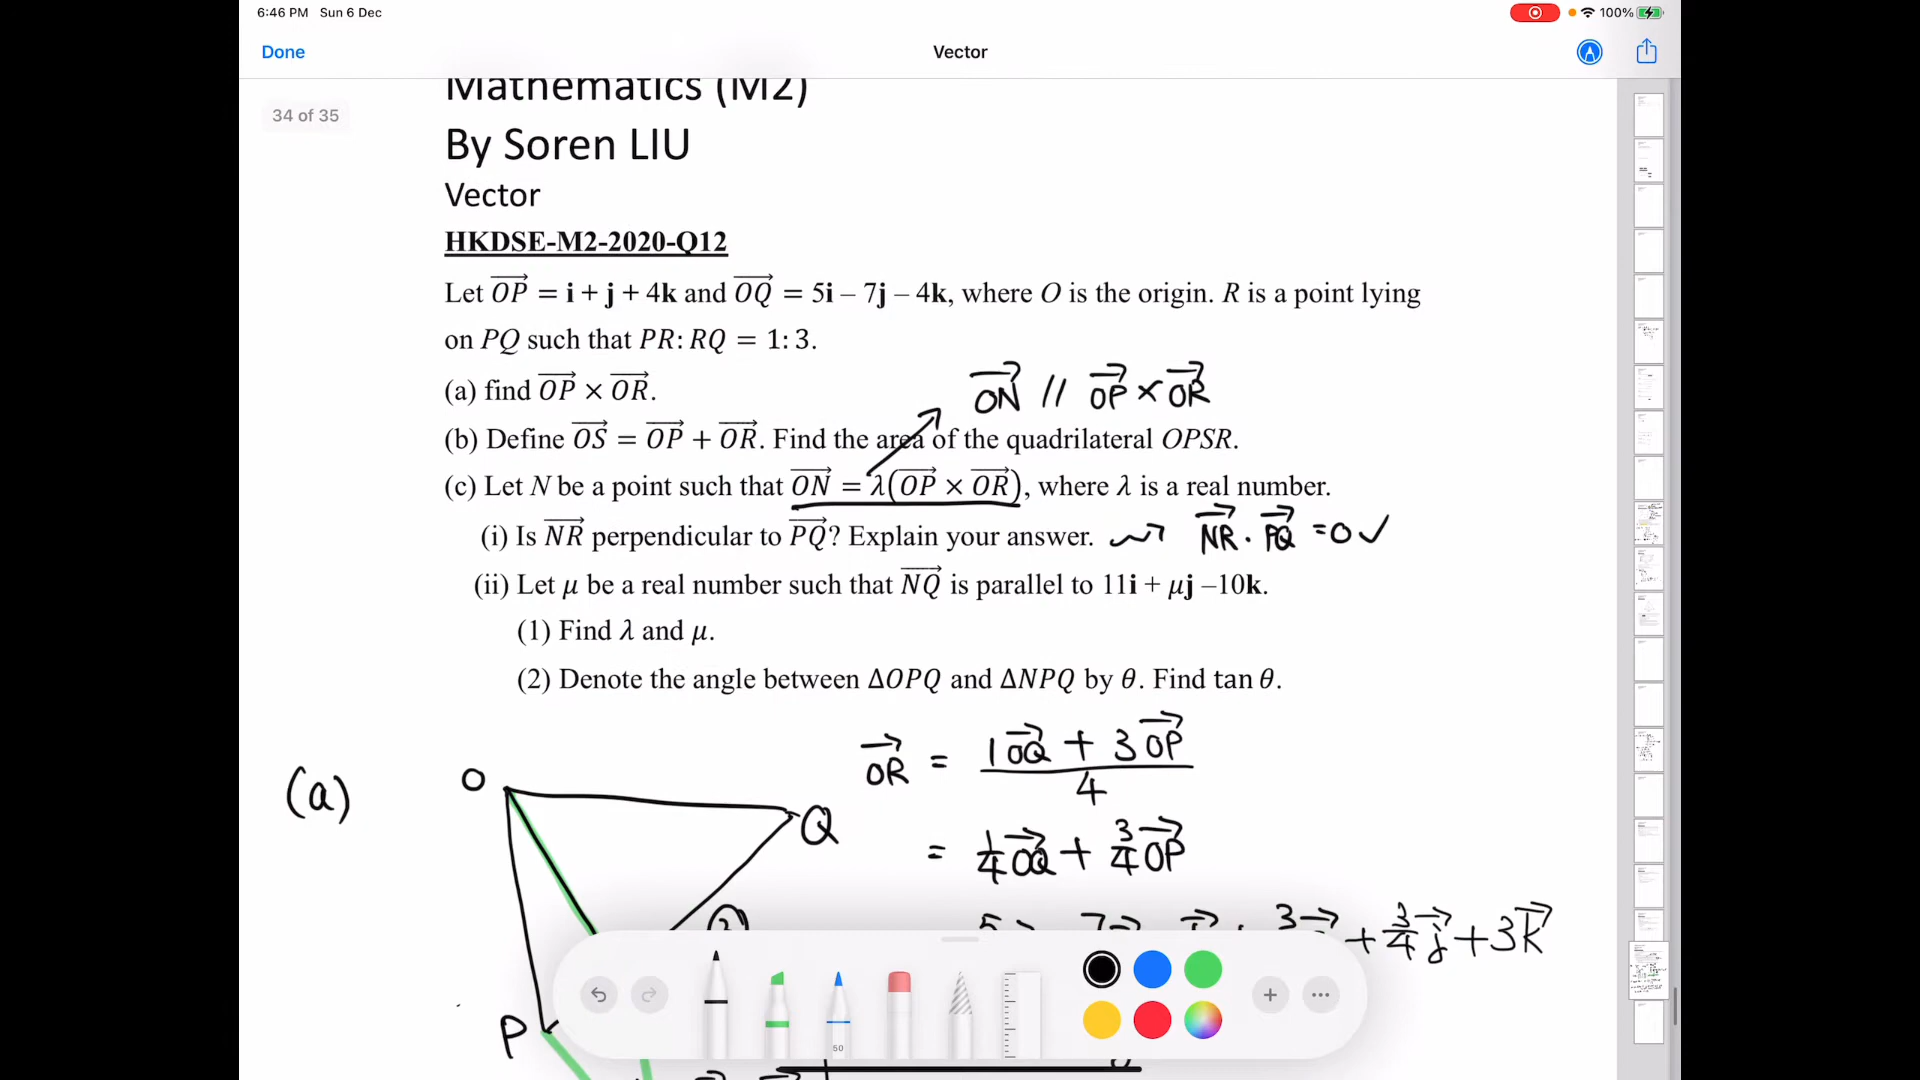 6:46 PM Sun 6 Dec
100%
Done
Vector
34 of 35
Mathematics (M2)
By Soren LIU
Vector
HKDSE-M2-2020-Q12
Let \overrightarrow{OP} = i + j + 4k and \overrightarrow{OQ} = 5i – 7j – 4k, where O is the origin. R is a point lying
on PQ such that PR: RQ = 1: 3.
(a) find \overrightarrow{OP} × \overrightarrow{OR}.
\overrightarrow{ON} // \overrightarrow{OP} × \overrightarrow{OR}
(b) Define \overrightarrow{OS} = \overrightarrow{OP} + \overrightarrow{OR}. Find the area of the quadrilateral OPSR.
(c) Let N be a point such that \overrightarrow{ON} = λ(\overrightarrow{OP} × \overrightarrow{OR}), where λ is a real number.
(i) Is \overrightarrow{NR} perpendicular to \overrightarrow{PQ}? Explain your answer. \overrightarrow{NR} · \overrightarrow{PQ} = 0 ✓
(ii) Let μ be a real number such that \overrightarrow{NQ} is parallel to 11i + μj –10k.
(1) Find λ and μ.
(2) Denote the angle between ΔOPQ and ΔNPQ by θ. Find tan θ.
(a)
O
Q
P
\overrightarrow{OR} = \frac{1\overrightarrow{OQ} + 3\overrightarrow{OP}}{4}
= \frac{1}{4}\overrightarrow{OQ} + \frac{3}{4}\overrightarrow{OP}
+ \frac{3}{4}\overrightarrow{j} + 3\overrightarrow{k}
50